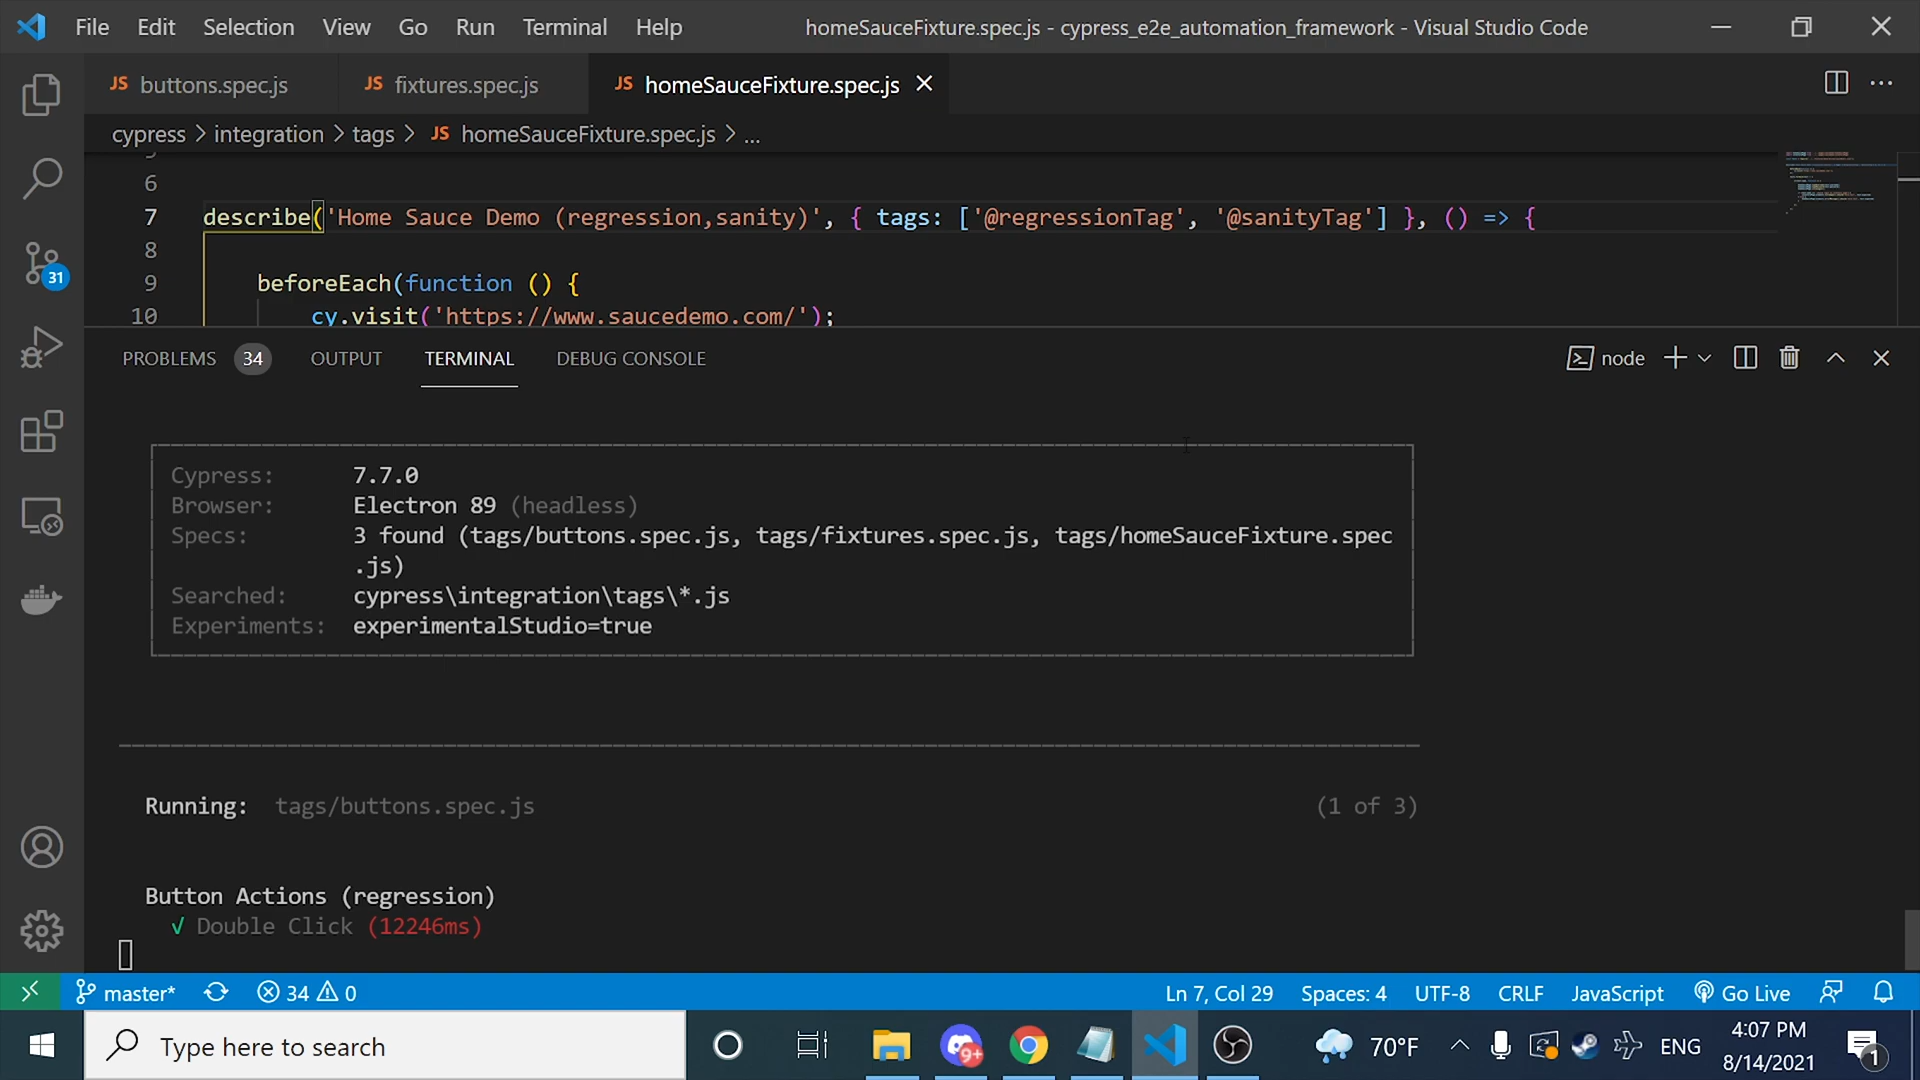 File Edit Selection View Go Run Terminal Help homeSauceFixture.spec.js - cypress_e2e_automation_framework - Visual Studio Code
JS buttons.spec.js JS fixtures.spec.js JS homeSauceFixture.spec.js
cypress > integration > tags > JS homeSauceFixture.spec.js > ...
6
7 describe('Home Sauce Demo (regression,sanity)', { tags: ['@regressionTag', '@sanityTag'] }, () => {
8
9 beforeEach(function () {
10 cy.visit('https://www.saucedemo.com/');
31
PROBLEMS 34 OUTPUT TERMINAL DEBUG CONSOLE node
Cypress: 7.7.0
Browser: Electron 89 (headless)
Specs: 3 found (tags/buttons.spec.js, tags/fixtures.spec.js, tags/homeSauceFixture.spec
.js)
Searched: cypress\integration\tags\*.js
Experiments: experimentalStudio=true
Running: tags/buttons.spec.js (1 of 3)
Button Actions (regression)
√ Double Click (12246ms)
master* 34 0 Ln 7, Col 29 Spaces: 4 UTF-8 CRLF JavaScript Go Live
Type here to search 9+ 70°F ENG 4:07 PM
8/14/2021 1